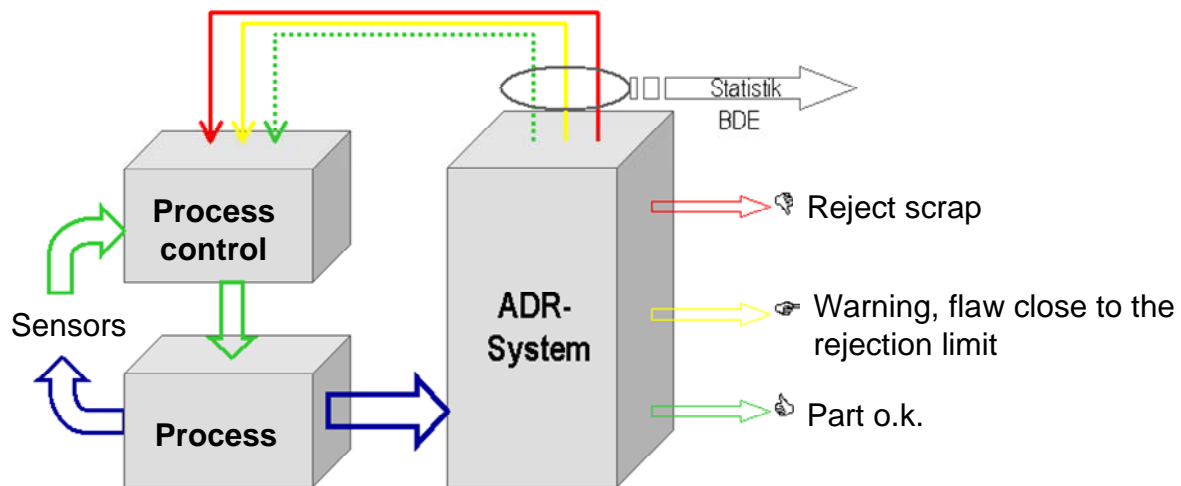 Statistik
BDE
Process
control
Reject scrap
Sensors
ADR-
System
Warning, flaw close to the
rejection limit
Process
Part o.k.